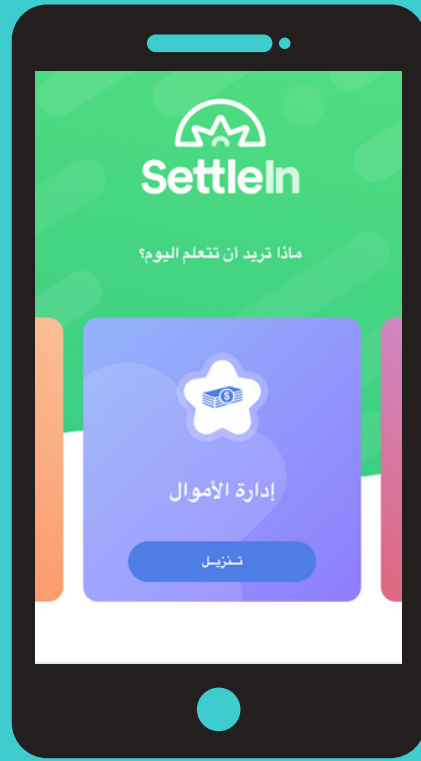 SettleIn
ماذا تريد أن تتعلم اليوم؟
إدارة الأموال
تنزيل